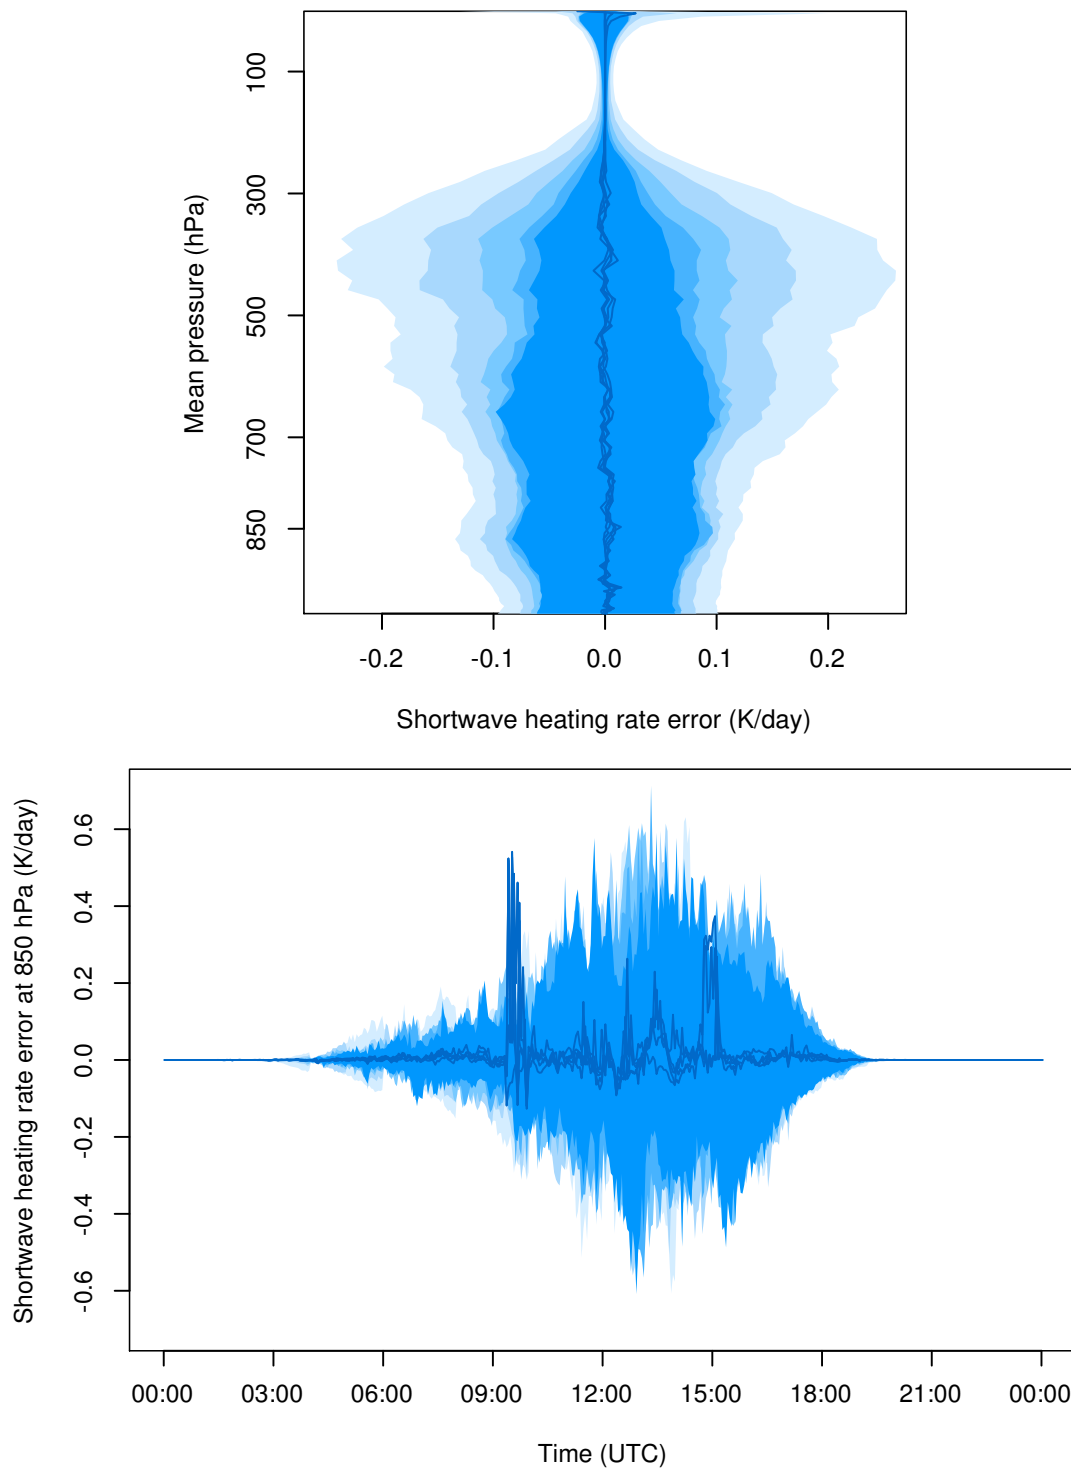 Mean pressure (hPa)
100
300
500
700
850
-0.2 -0.1 0.0 0.1 0.2
Shortwave heating rate error (K/day)
Shortwave heating rate error at 850 hPa (K/day)
0.6
0.4
0.2
0.0
-0.2
-0.4
-0.6
00:00 03:00 06:00 09:00 12:00 15:00 18:00 21:00 00:00
Time (UTC)